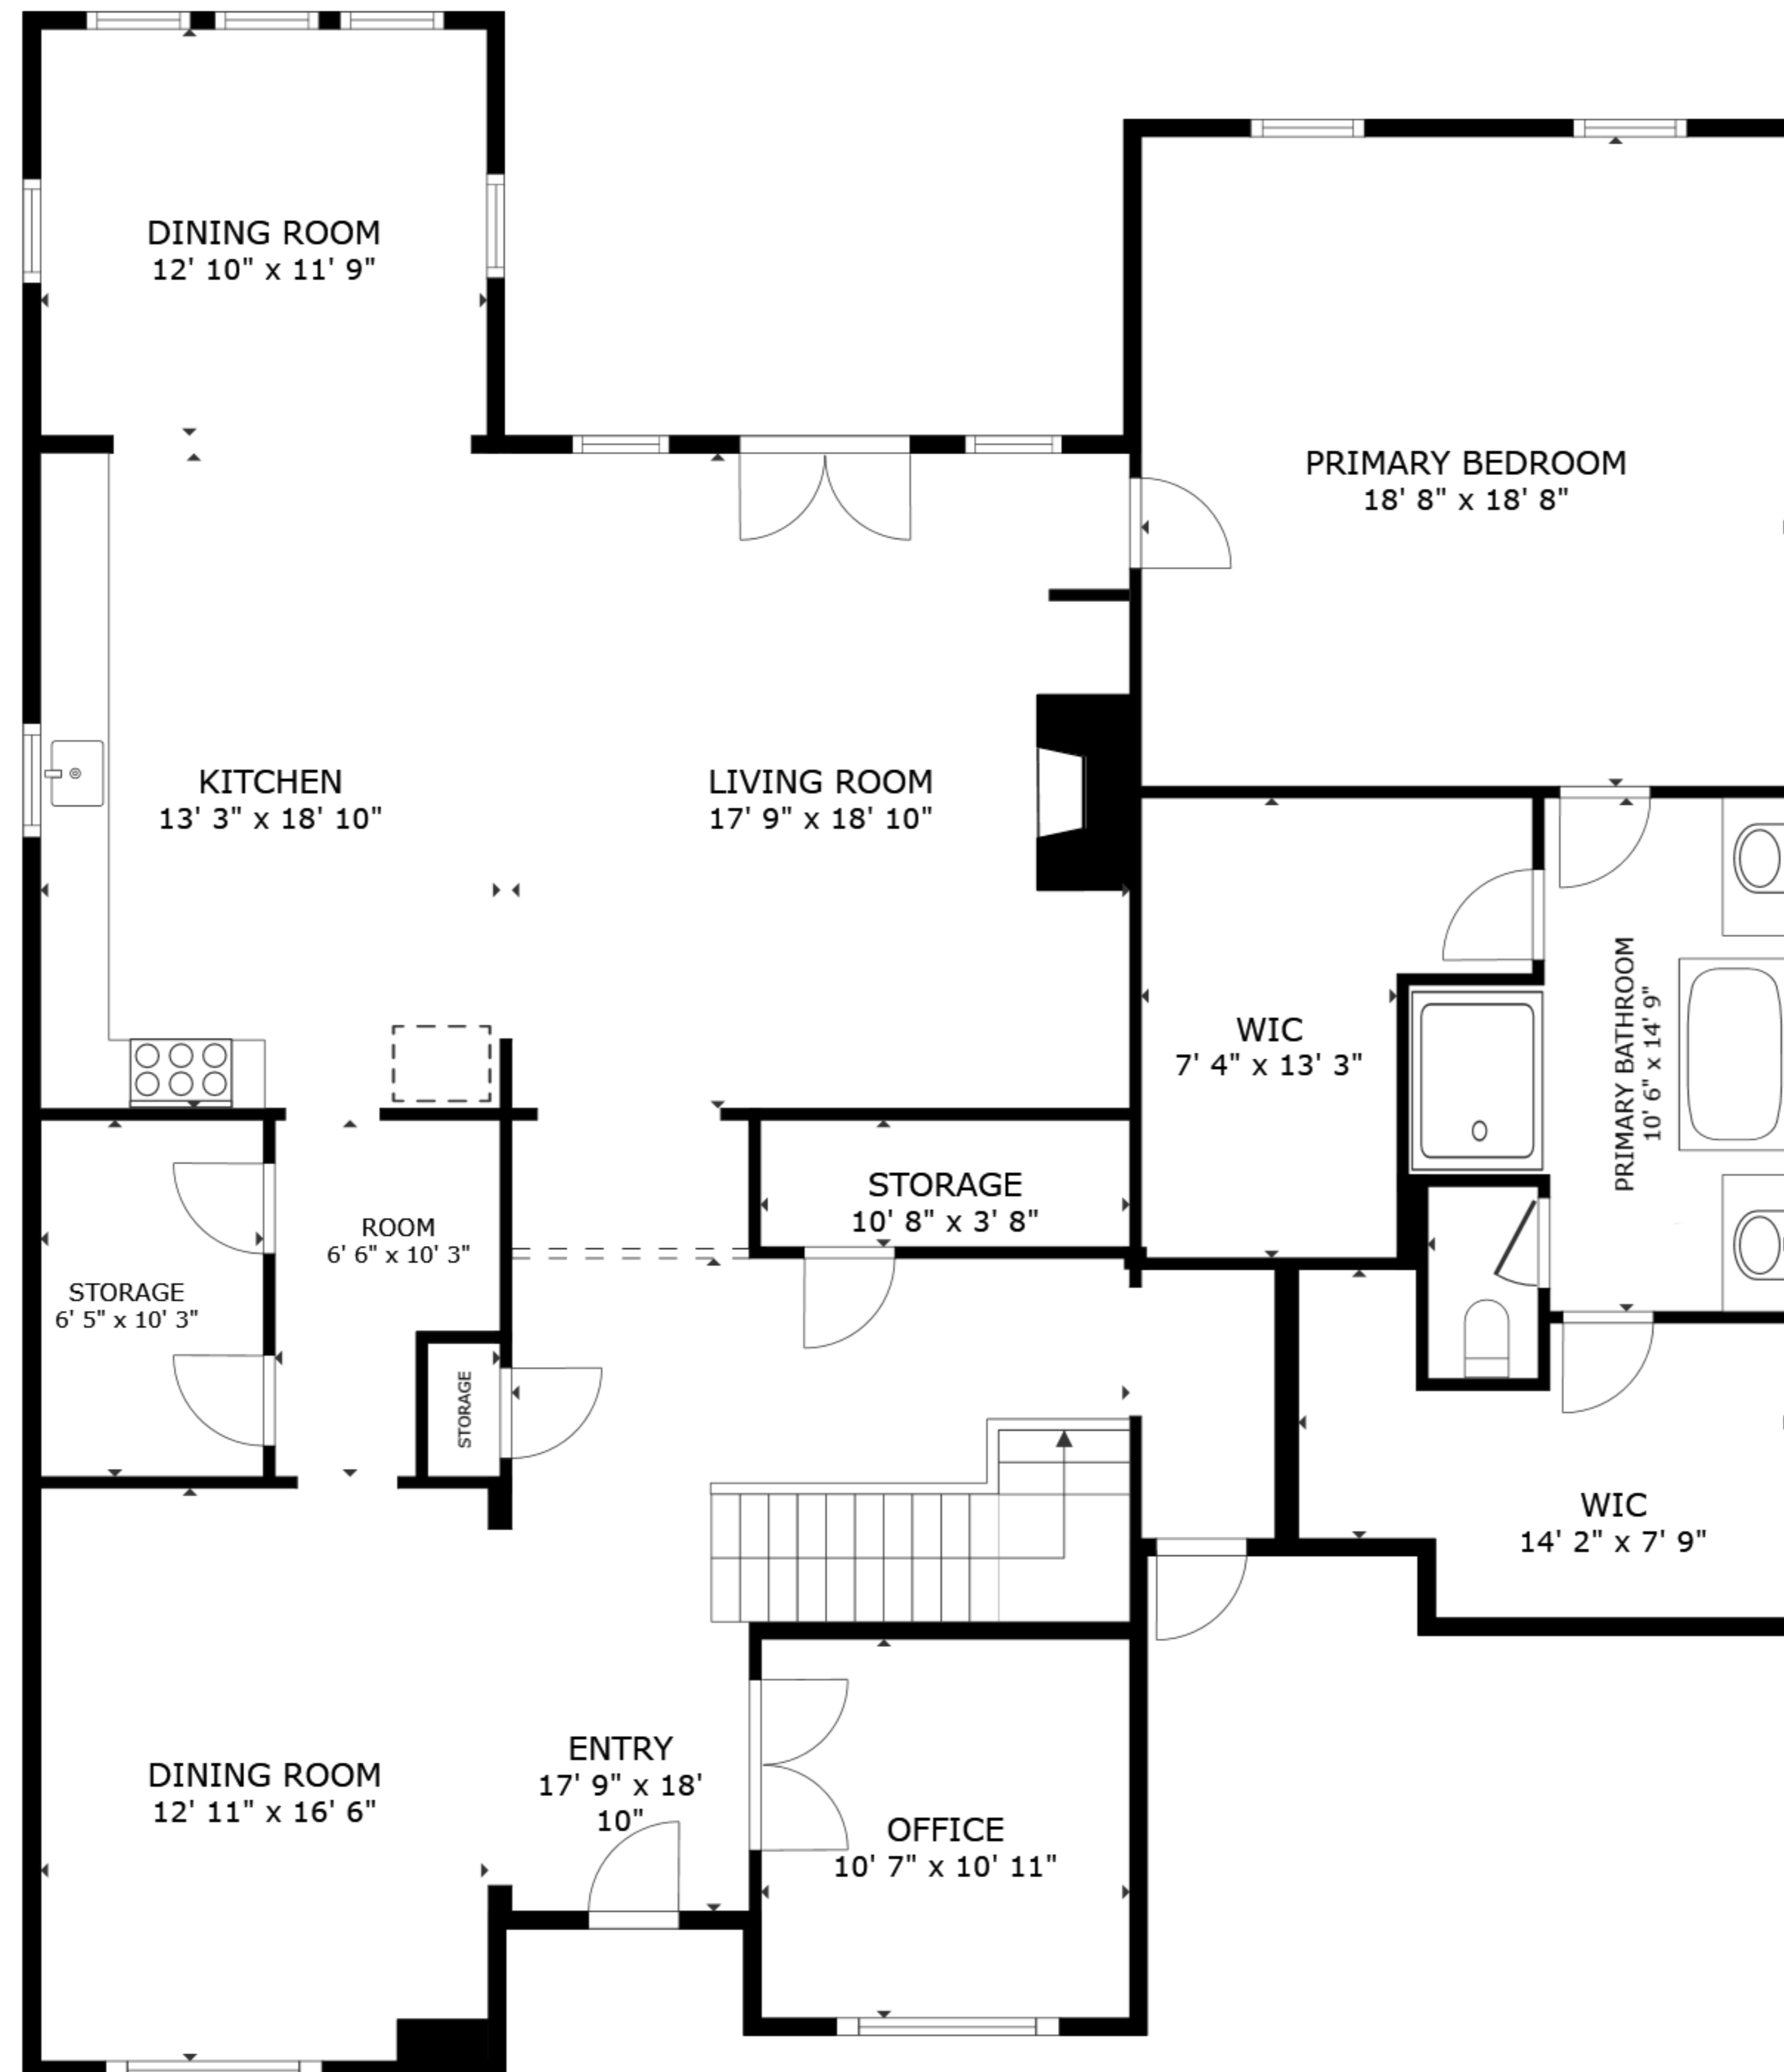 DINING ROOM
12' 10" x 11' 9"
PRIMARY BEDROOM
18' 8" x 18' 8"
KITCHEN
13' 3" x 18' 10"
LIVING ROOM
17' 9" x 18' 10"
WIC
7' 4" x 13' 3"
PRIMARY BATHROOM
10' 6" x 14' 9"
STORAGE
10' 8" x 3' 8"
ROOM
6' 6" x 10' 3"
STORAGE
6' 5" x 10' 3"
STORAGE
WIC
14' 2" x 7' 9"
DINING ROOM
12' 11" x 16' 6"
ENTRY
17' 9" x 18'
10"
OFFICE
10' 7" x 10' 11"